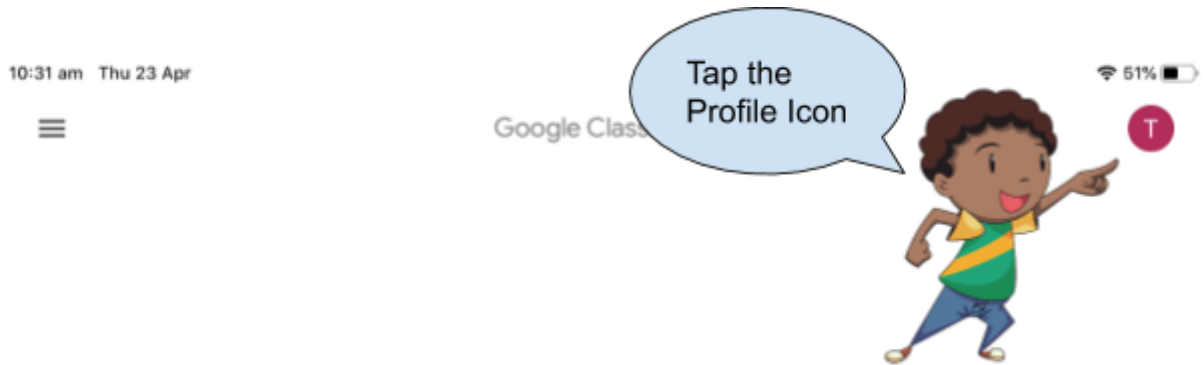 10:31 am Thu 23 Apr
51%
Google Class
Tap the
Profile Icon
T